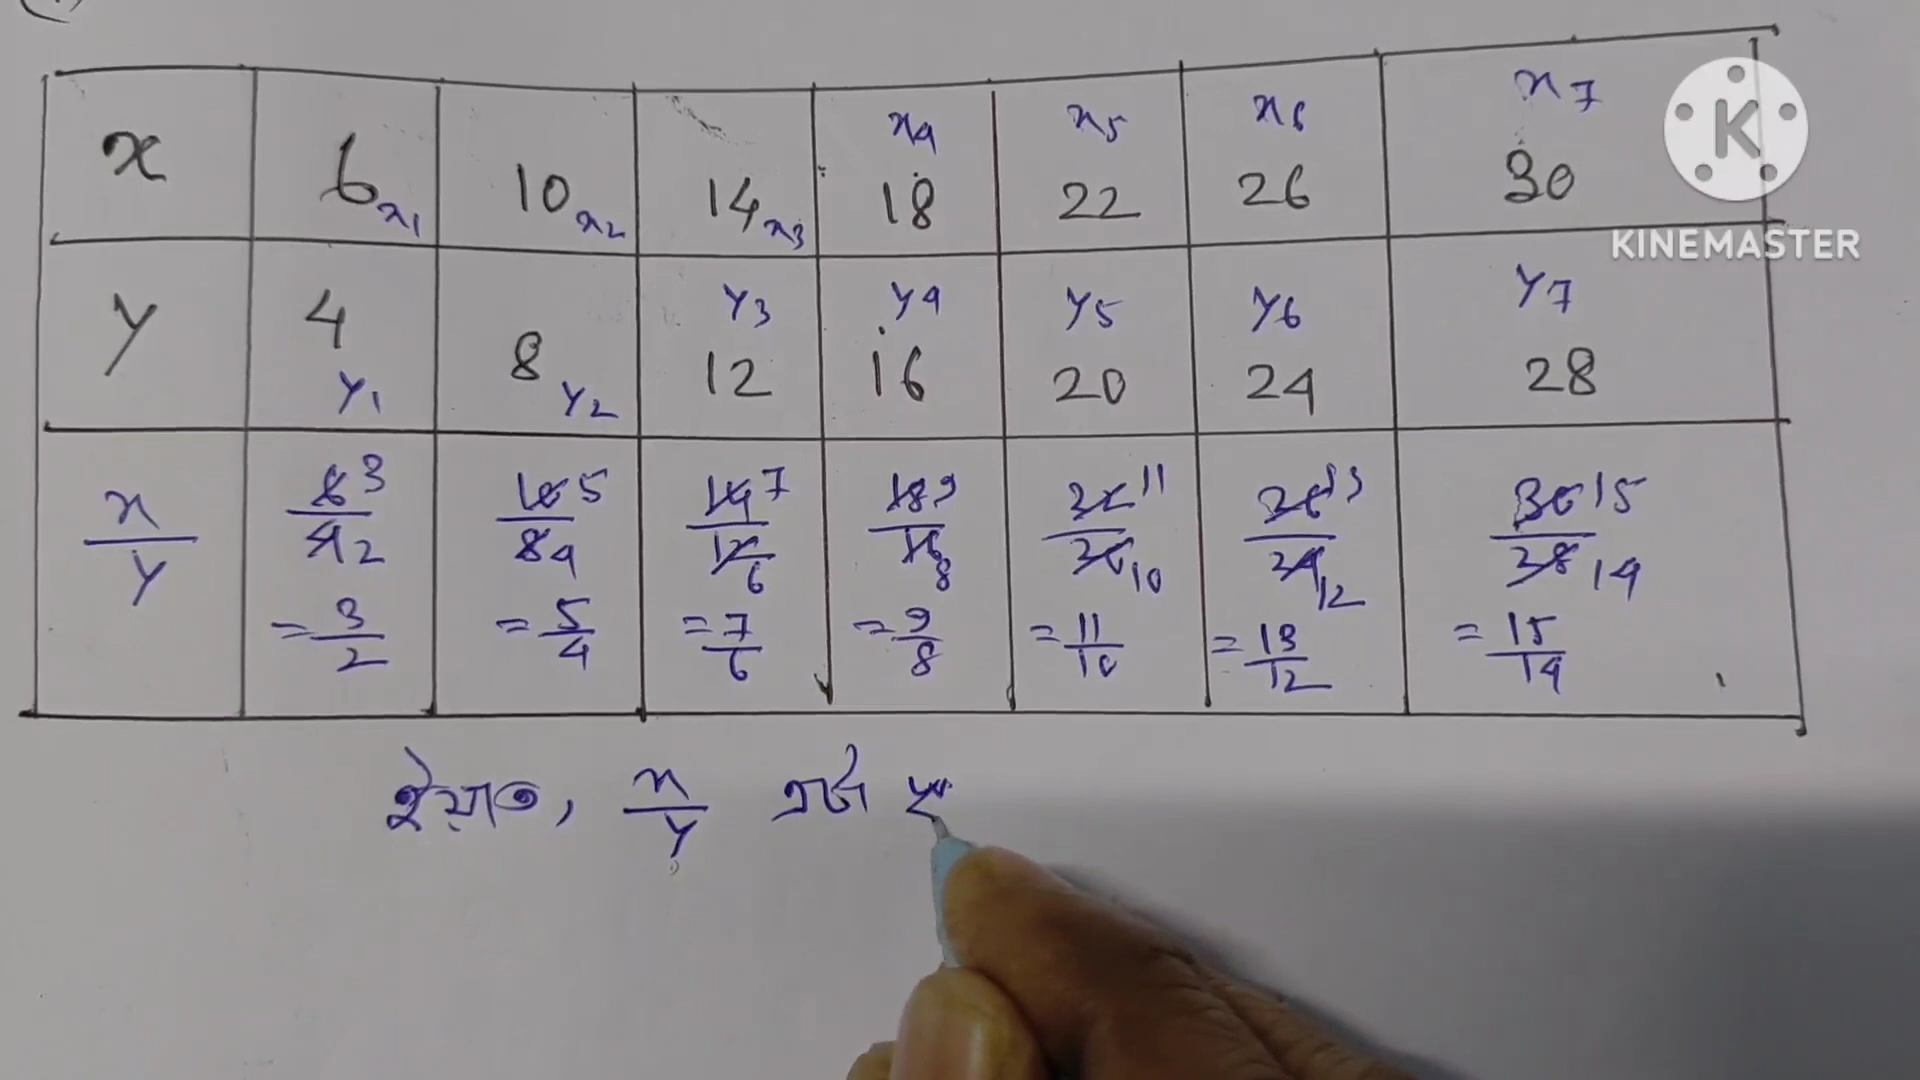 x₄ x₅ x₆ x₇
x 6 x₁ 10 x₂ 14 x₃ 18 22 26 30
KINEMASTER
y₃ y₄ y₅ y₆ y₇
y 4 y₁ 8 y₂ 12 16 20 24 28
x/y 6/4 3 2 10/8 5 4 14/12 7 6 18/16 9 8 22/20 11 10 26/24 13 12 30/28 15 14
= 3/2 = 5/4 = 7/6 = 9/8 = 11/10 = 13/12 = 15/14
ইয়াত, x/y এটা